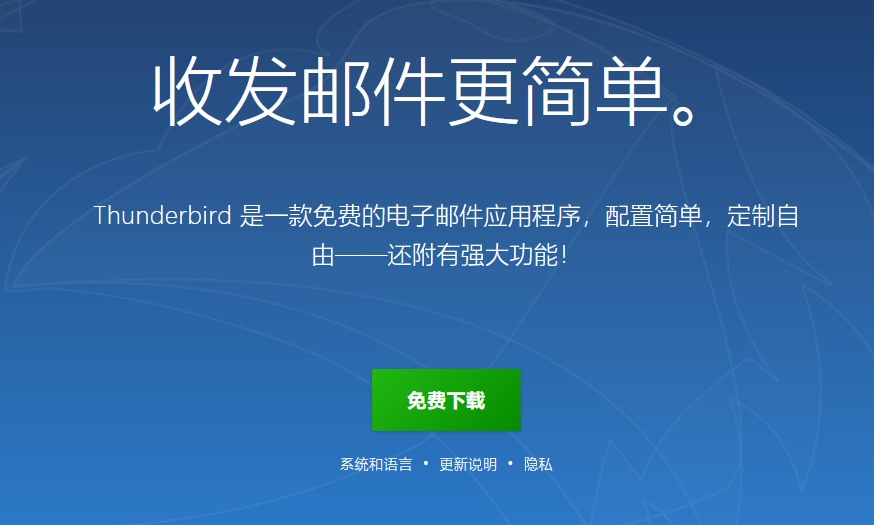 收发邮件更简单。
Thunderbird 是一款免费的电子邮件应用程序，配置简单，定制自
由——还附有强大功能！
免费下载
系统和语言 • 更新说明 • 隐私